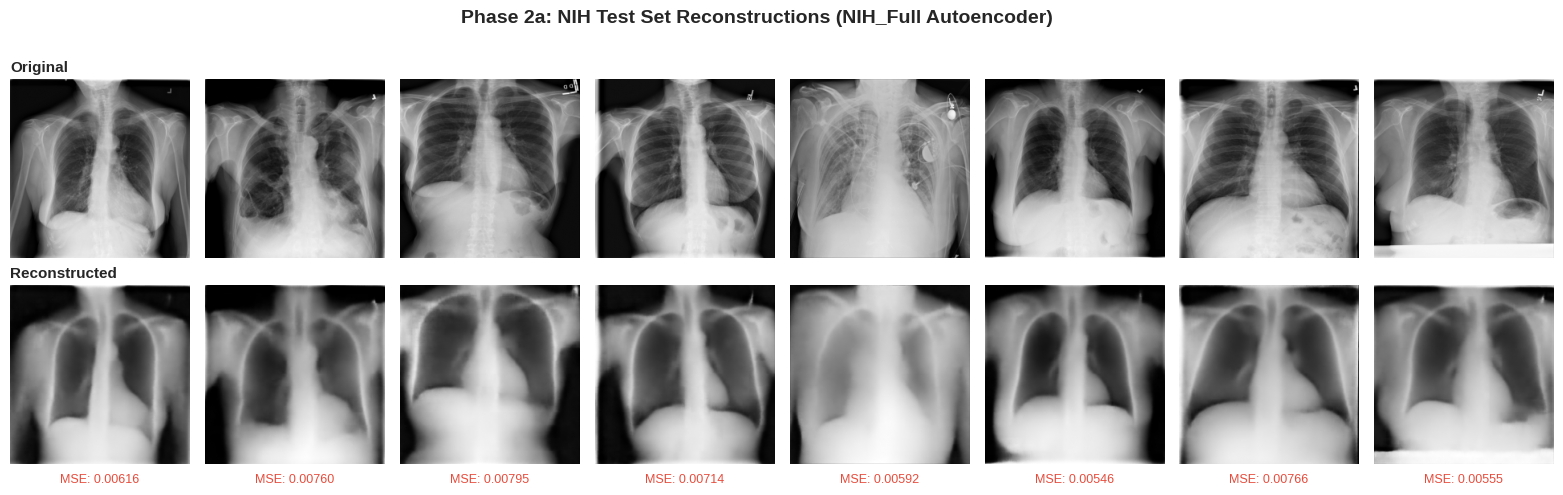 Phase 2a: NIH Test Set Reconstructions (NIH_Full Autoencoder)
Original
Reconstructed
MSE: 0.00616
MSE: 0.00760
MSE: 0.00795
MSE: 0.00714
MSE: 0.00592
MSE: 0.00546
MSE: 0.00766
MSE: 0.00555